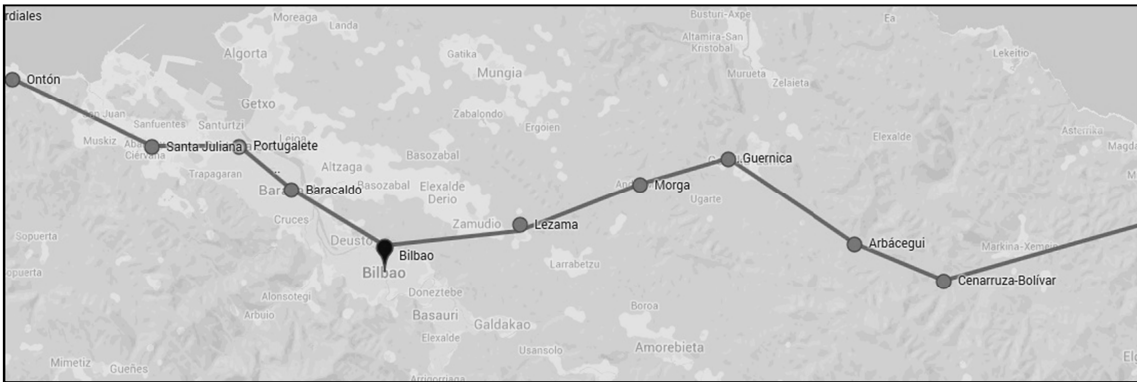 rdiales
Moreaga
Landa
Busturi-Axpe
Ea
Algorta
Gatika
Altamira-San
Kristobal
Lekeitio
Mungia
Murueta
Zelaieta
Ontón
Getxo
San Juan
Zabalondo
Muskiz
Sanfuentes
Santurtzi
Ergoien
Elexalde
Asterrika
Santa Juliana
Portugalete
Leioa
Ciérvana
Basozabal
Guernica
Trapagaran
Altzaga
Baracaldo
Basozabal
Elexalde
Derio
Morga
Ugarte
Cruces
Zamudio
Lezama
Sopuerta
Deusto
Bilbao
Arbácegui
Markina-Xemein
Bilbao
Larrabetzu
Cenarruza-Bolívar
Alonsotegi
Doneztebe
Arbuio
Basauri
Galdakao
Boroa
Elexalde
Usansolo
Amorebieta
Mimetiz
Gueñes
Arrigorriaga